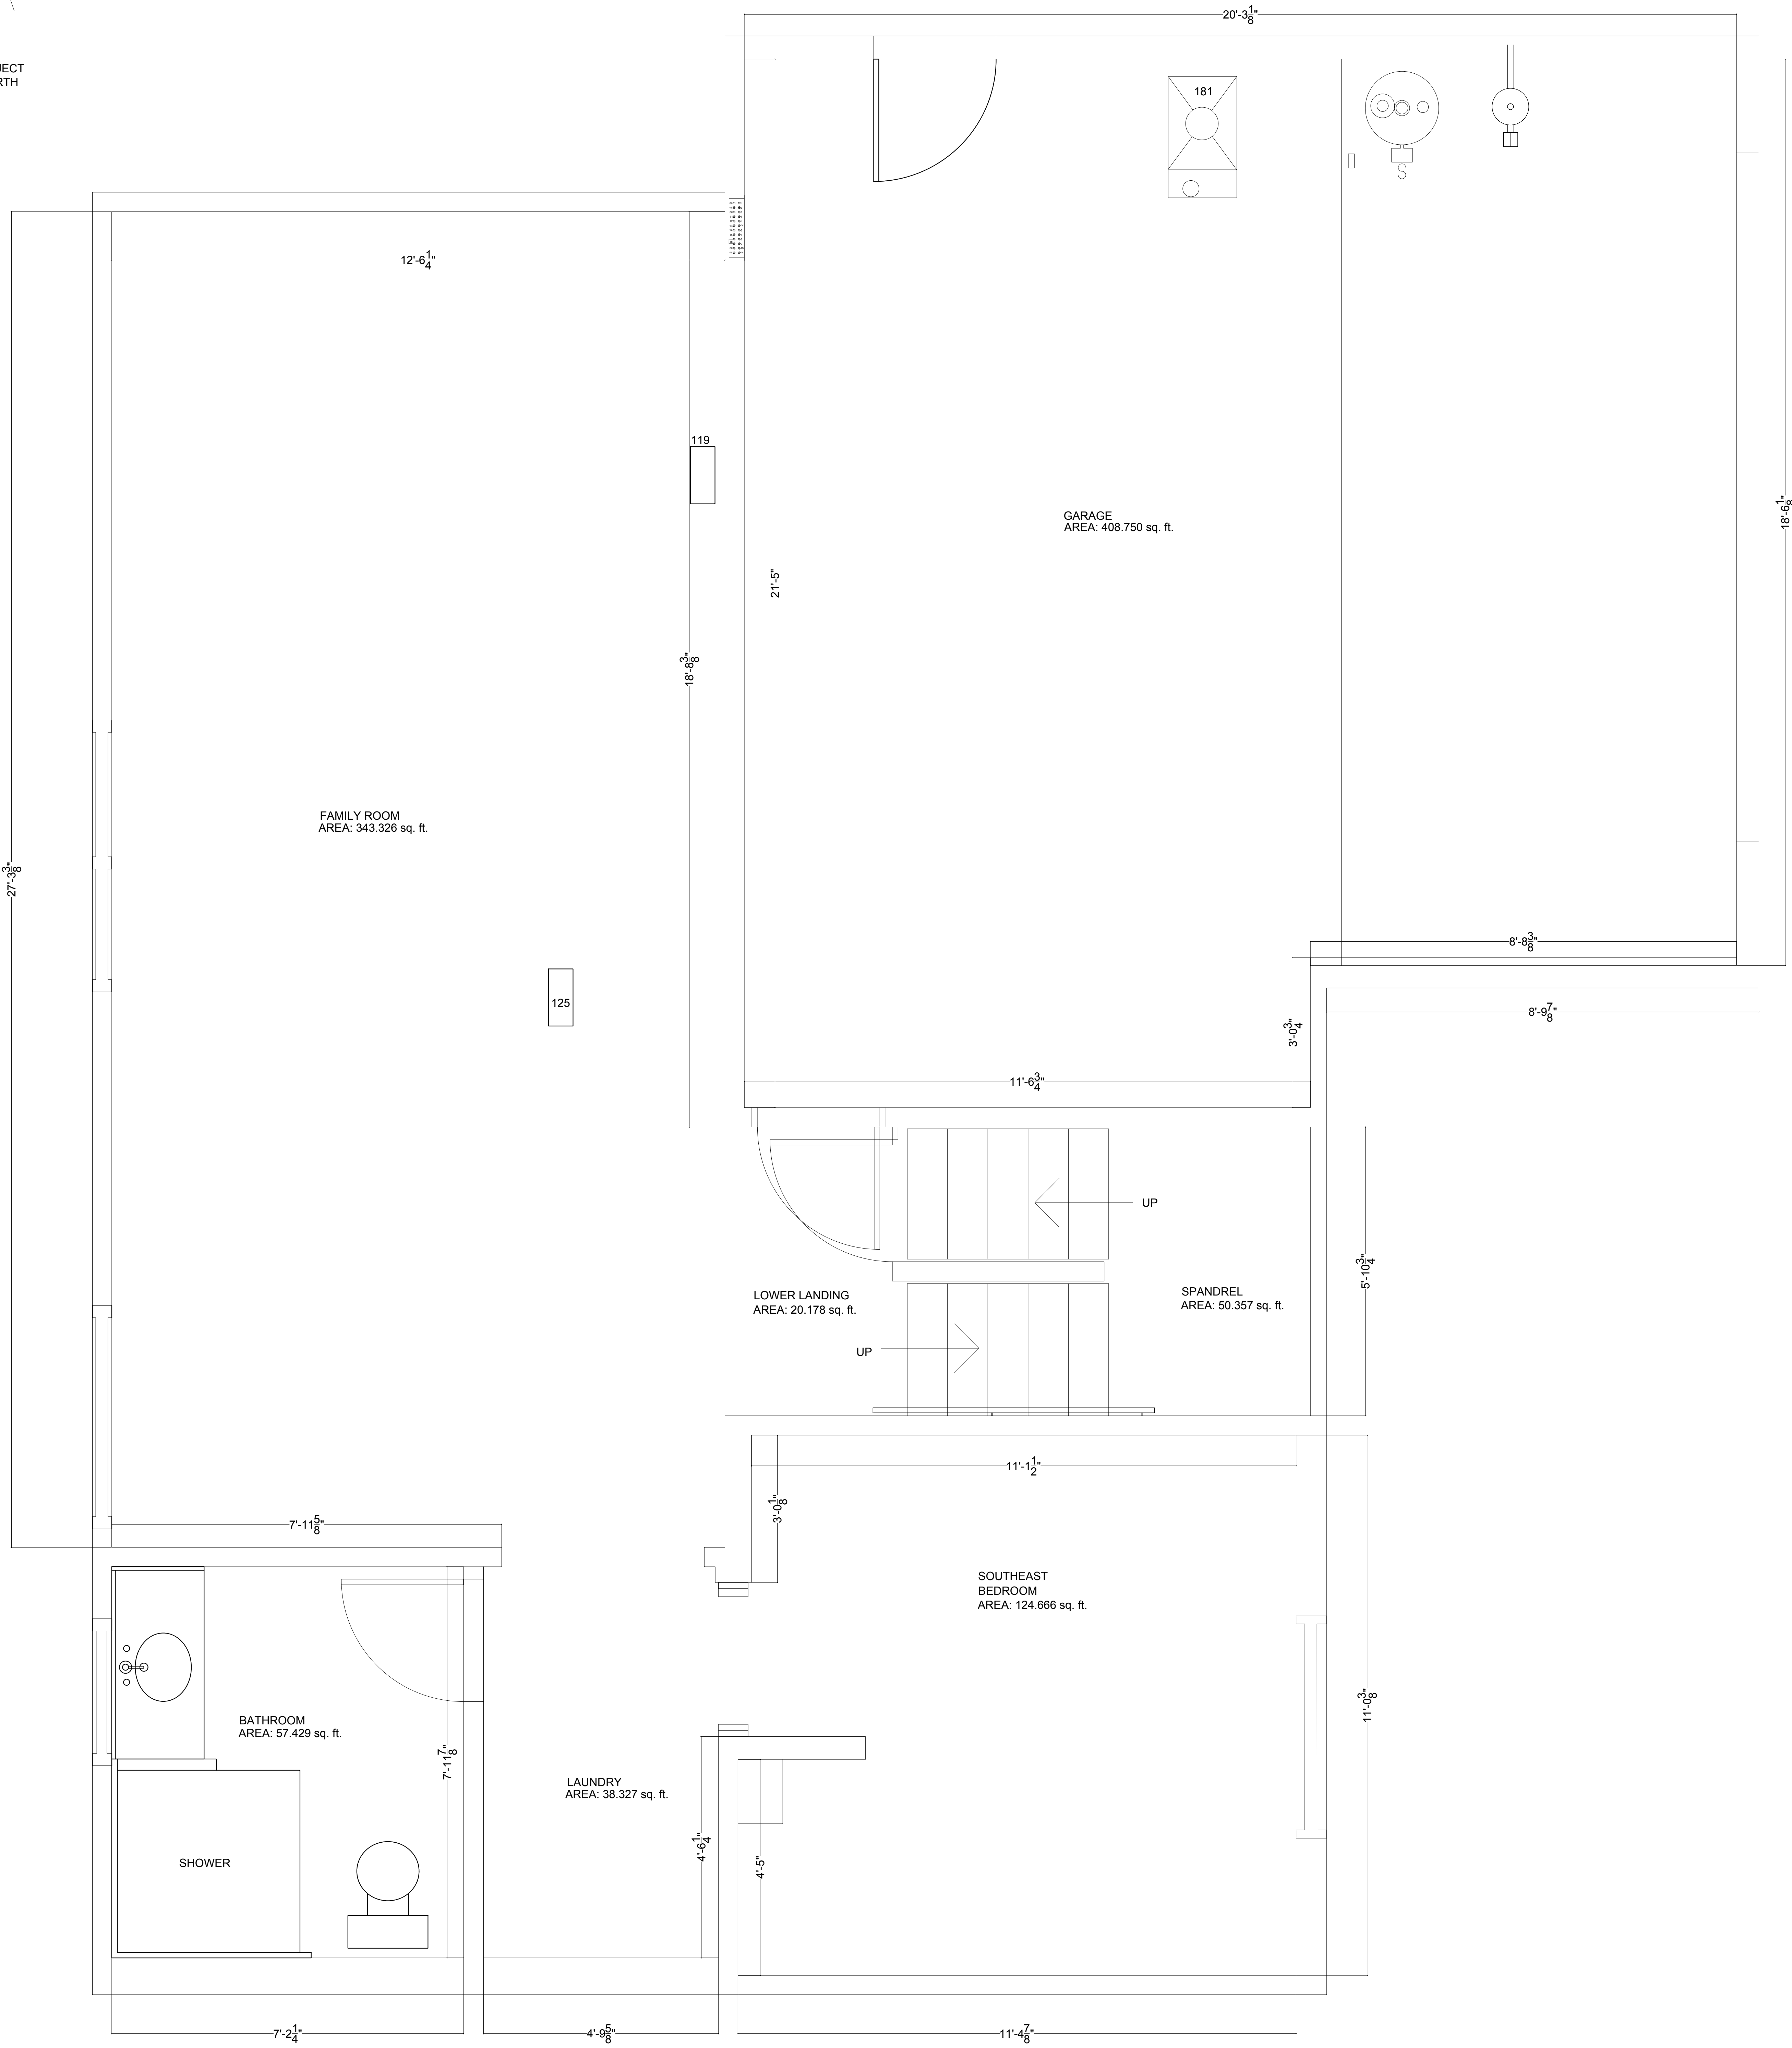 20'-3 1/8"
JECT
RTH
181
12'-6 1/4"
119
18'-6 1/8"
GARAGE
AREA: 408.750 sq. ft.
21'-5"
18'-8 3/8"
FAMILY ROOM
AREA: 343.326 sq. ft.
27'-3 3/8"
8'-8 3/8"
125
8'-9 7/8"
3'-0 3/4"
11'-6 3/4"
UP
5'-10 3/4"
LOWER LANDING
AREA: 20.178 sq. ft.
SPANDREL
AREA: 50.357 sq. ft.
UP
11'-1 1/2"
3'-0 1/8"
7'-11 5/8"
SOUTHEAST
BEDROOM
AREA: 124.666 sq. ft.
11'-0 3/8"
BATHROOM
AREA: 57.429 sq. ft.
7'-11 7/8"
LAUNDRY
AREA: 38.327 sq. ft.
4'-6 1/4"
4'-5"
SHOWER
7'-2 1/4"
4'-9 5/8"
11'-4 7/8"